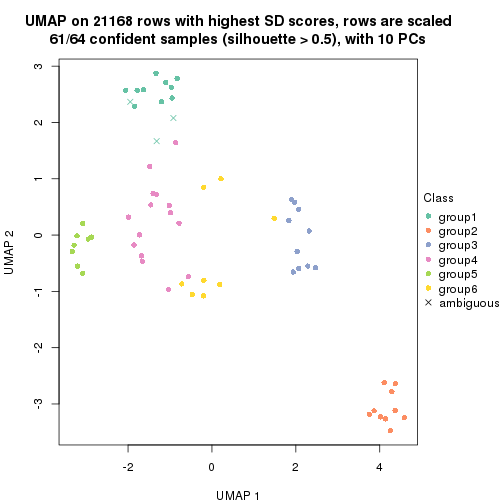 UMAP on 21168 rows with highest SD scores, rows are scaled
61/64 confident samples (silhouette > 0.5), with 10 PCs
3
2
1
0
-1
-2
-3
UMAP 2
-2
0
2
4
UMAP 1
Class
group1
group2
group3
group4
group5
group6
ambiguous